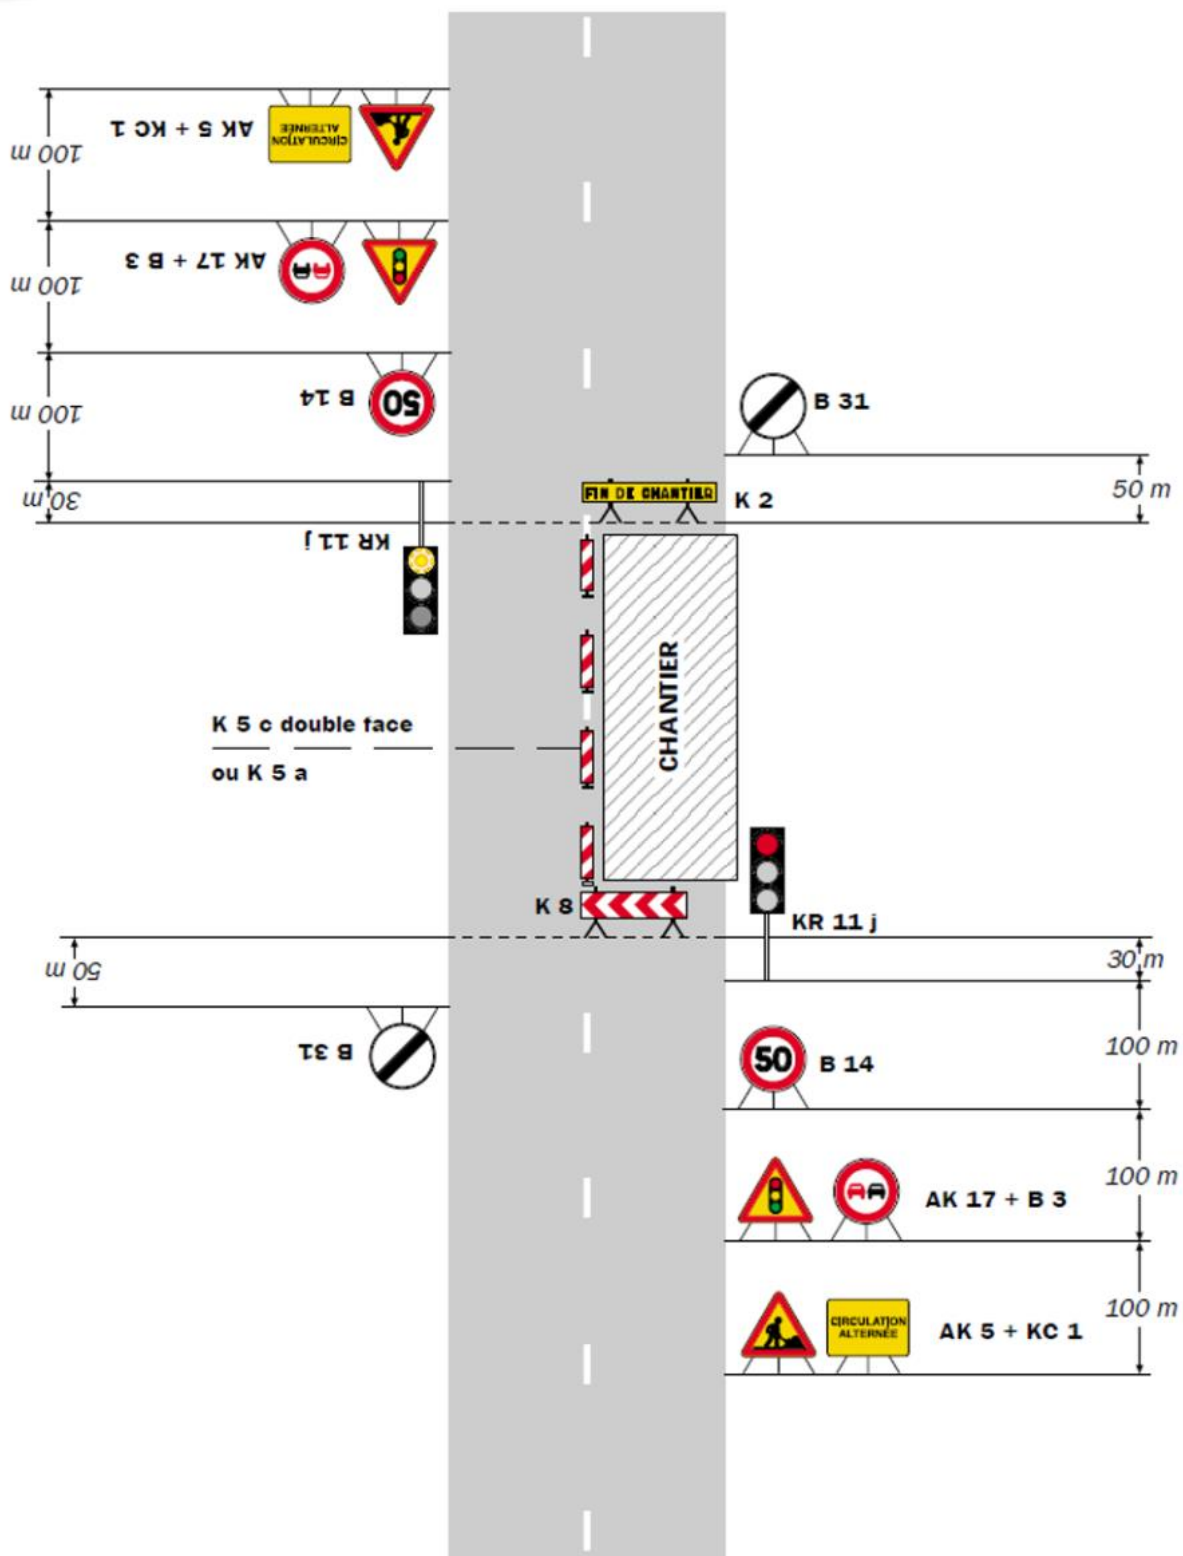 AK 5 + KC 1
CIRCULATION
ALTERNÉE
100 m
AK 17 + B 3
100 m
B 14
50
100 m
30 m
KR 11 j
B 31
50 m
FIN DE CHANTIER
K 2
CHANTIER
K 5 c double face
ou K 5 a
K 8
KR 11 j
50 m
30 m
B 31
50
B 14
100 m
AK 17 + B 3
100 m
CIRCULATION
ALTERNÉE
AK 5 + KC 1
100 m